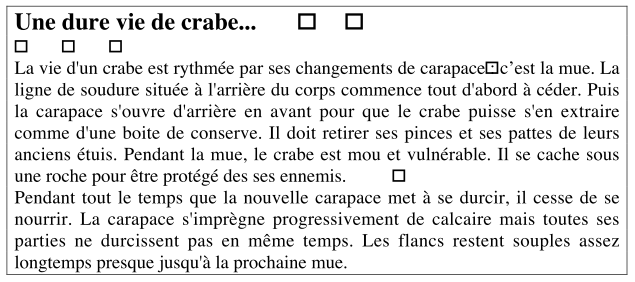 Une dure vie de crabe... □ □
□ □ □
La vie d'un crabe est rythmée par ses changements de carapace□c’est la mue. La
ligne de soudure située à l'arrière du corps commence tout d'abord à céder. Puis
la carapace s'ouvre d'arrière en avant pour que le crabe puisse s'en extraire
comme d'une boite de conserve. Il doit retirer ses pinces et ses pattes de leurs
anciens étuis. Pendant la mue, le crabe est mou et vulnérable. Il se cache sous
une roche pour être protégé des ses ennemis. □
Pendant tout le temps que la nouvelle carapace met à se durcir, il cesse de se
nourrir. La carapace s'imprègne progressivement de calcaire mais toutes ses
parties ne durcissent pas en même temps. Les flancs restent souples assez
longtemps presque jusqu'à la prochaine mue.